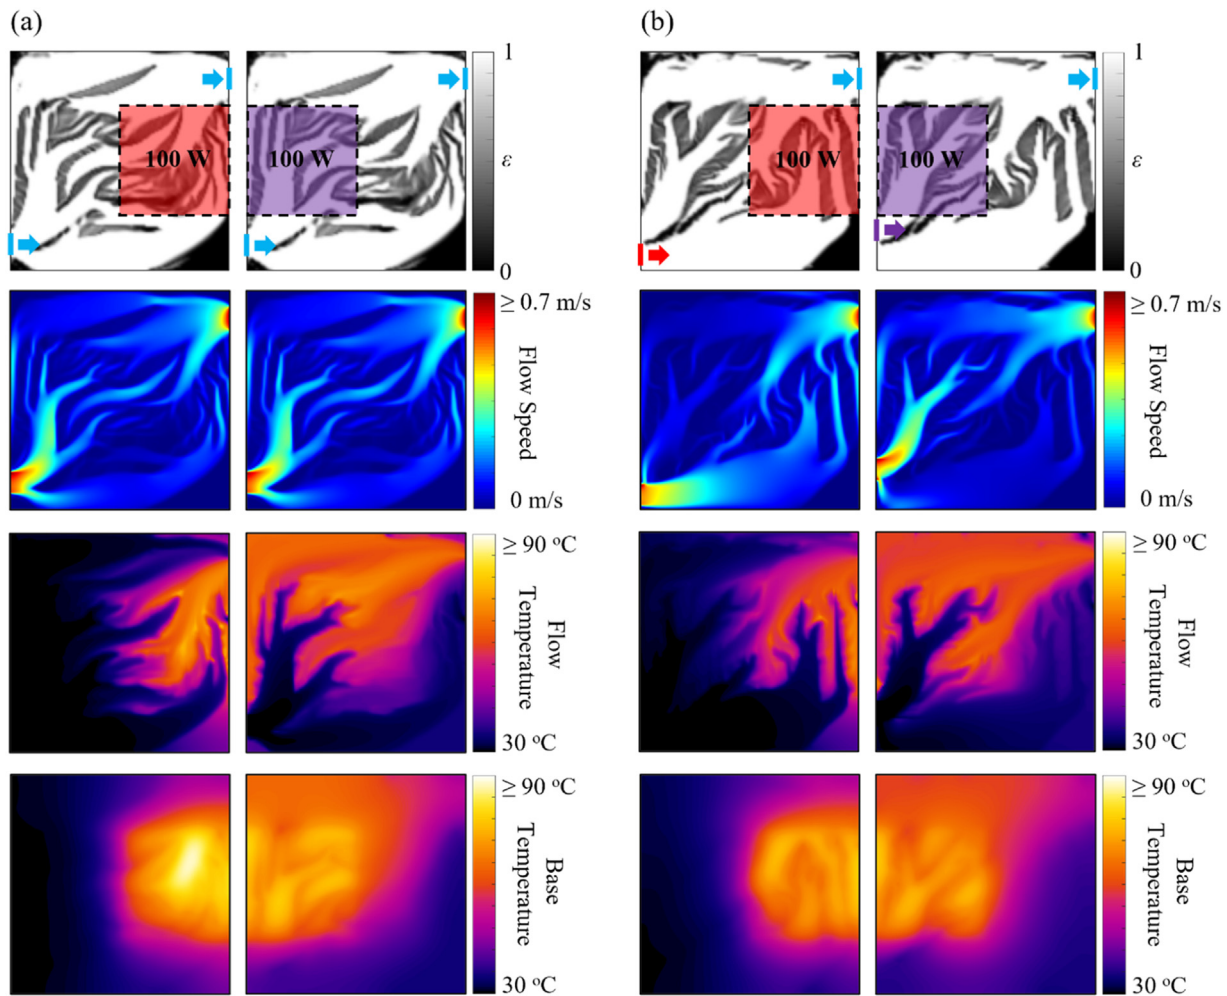 (a)
(b)
100 W
100 W
1
ε
0
100 W
100 W
1
ε
0
≥ 0.7 m/s
Flow Speed
0 m/s
≥ 0.7 m/s
Flow Speed
0 m/s
≥ 90 °C
Flow
Temperature
30 °C
≥ 90 °C
Flow
Temperature
30 °C
≥ 90 °C
Base
Temperature
30 °C
≥ 90 °C
Base
Temperature
30 °C